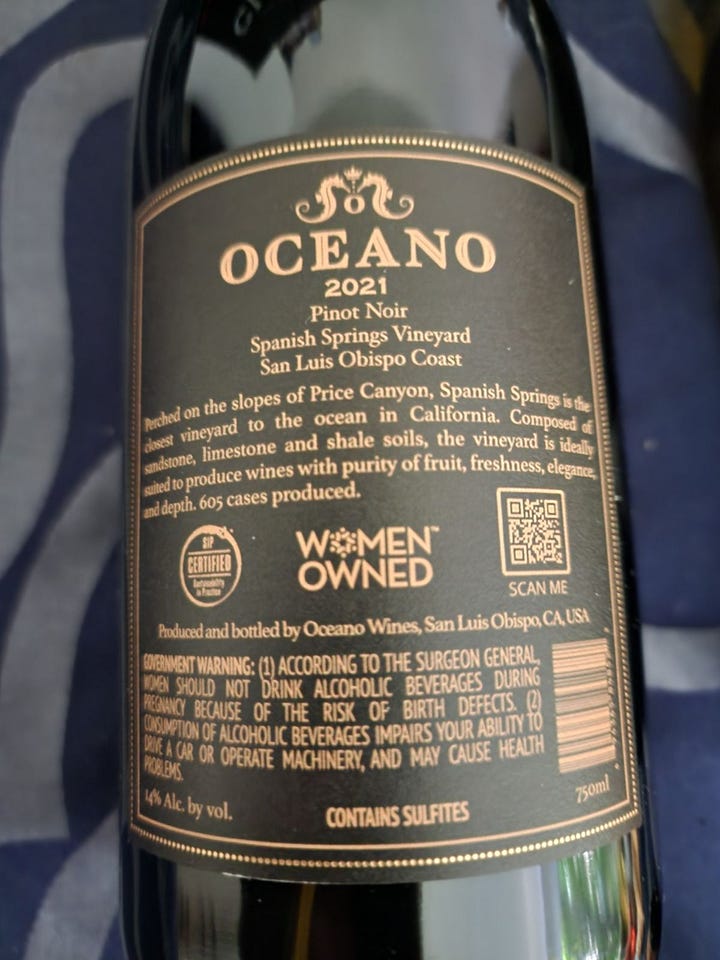 OCEANO
2021
Pinot Noir
Spanish Springs Vineyard
San Luis Obispo Coast
Perched on the slopes of Price Canyon, Spanish Springs is the
closest vineyard to the ocean in California. Composed of
sandstone, limestone and shale soils, the vineyard is ideally
suited to produce wines with purity of fruit, freshness, elegance,
and depth. 605 cases produced.
SIP
CERTIFIED
Sustainability
in Practice
WOMEN™
OWNED
SCAN ME
Produced and bottled by Oceano Wines, San Luis Obispo, CA, USA
GOVERNMENT WARNING: (1) ACCORDING TO THE SURGEON GENERAL,
WOMEN SHOULD NOT DRINK ALCOHOLIC BEVERAGES DURING
PREGNANCY BECAUSE OF THE RISK OF BIRTH DEFECTS. (2)
CONSUMPTION OF ALCOHOLIC BEVERAGES IMPAIRS YOUR ABILITY TO
DRIVE A CAR OR OPERATE MACHINERY, AND MAY CAUSE HEALTH
PROBLEMS.
14% Alc. by vol.
CONTAINS SULFITES
750ml